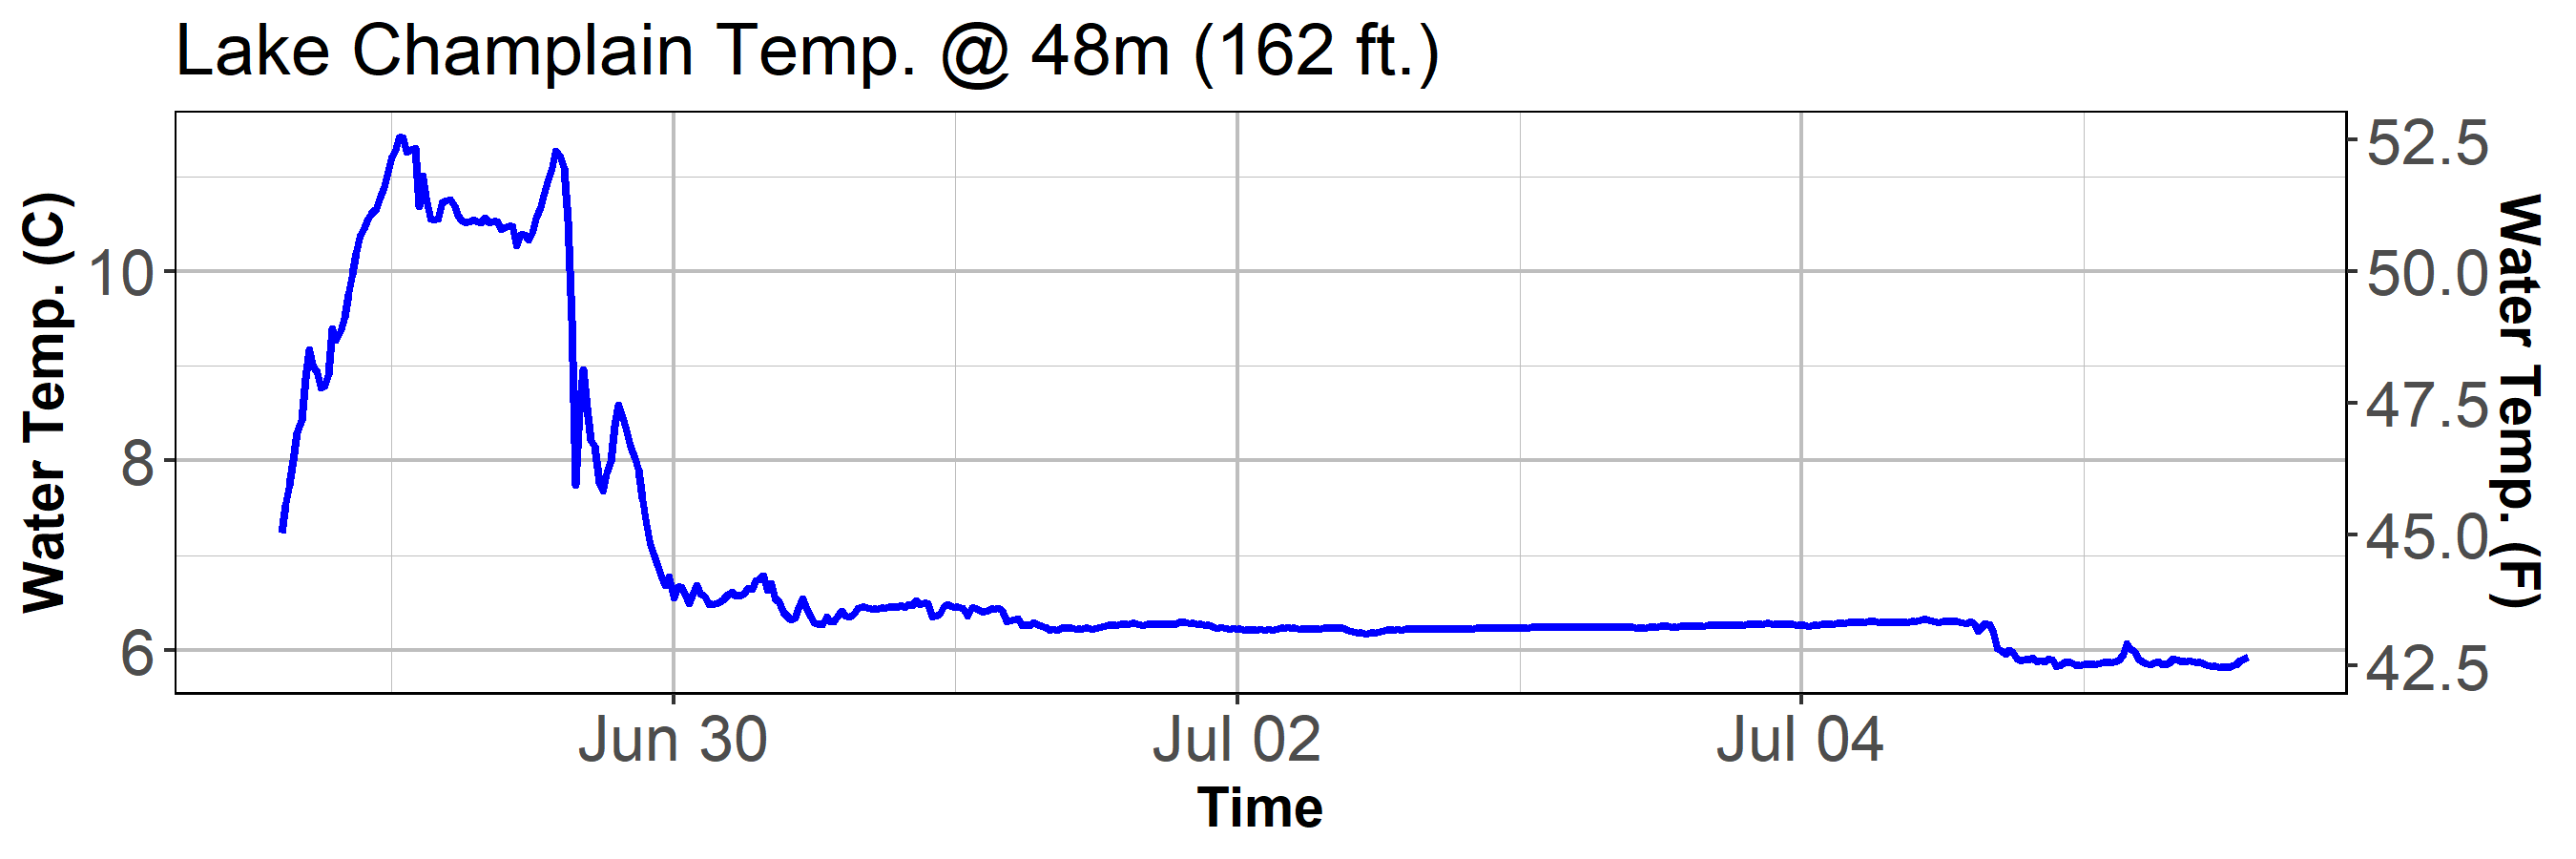 Lake Champlain Temp. @ 48m (162 ft.)
Water Temp. (C)
10
8
6
52.5
50.0
47.5
45.0
42.5
Water Temp. (F)
Jun 30
Jul 02
Jul 04
Time